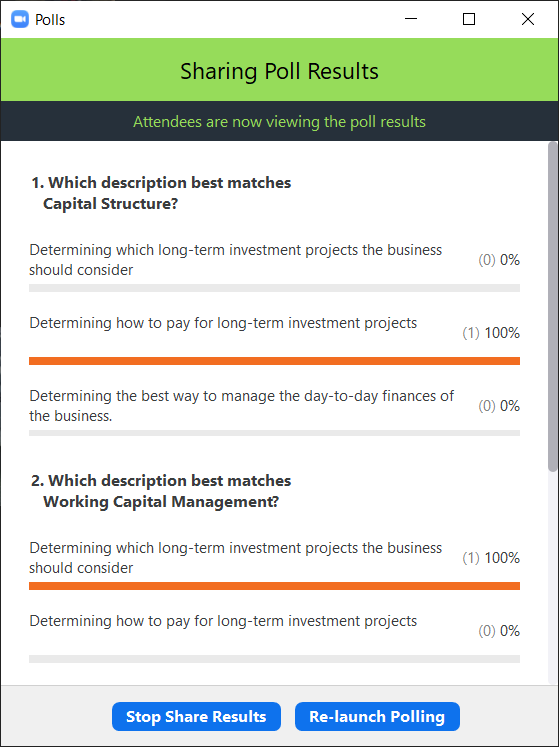 Polls
Sharing Poll Results
Attendees are now viewing the poll results
1. Which description best matches
Capital Structure?
Determining which long-term investment projects the business
should consider
(0) 0%
Determining how to pay for long-term investment projects
(1) 100%
Determining the best way to manage the day-to-day finances of
the business.
(0) 0%
2. Which description best matches
Working Capital Management?
Determining which long-term investment projects the business
should consider
(1) 100%
Determining how to pay for long-term investment projects
(0) 0%
Stop Share Results
Re-launch Polling